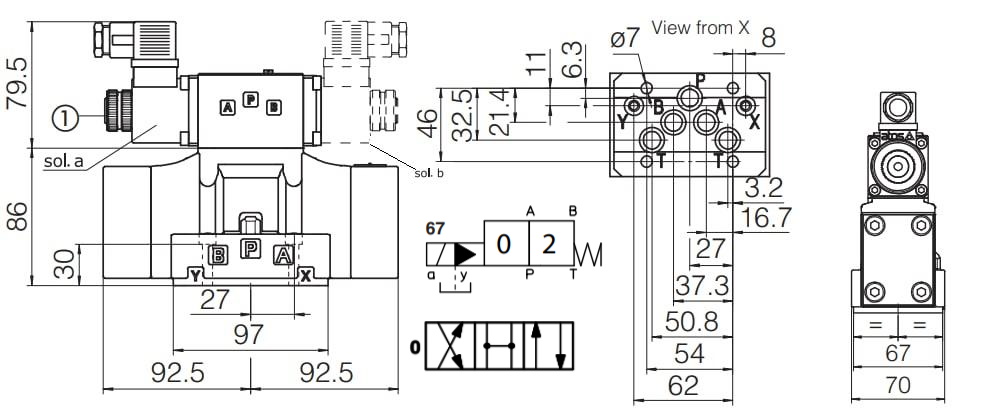 79.5
86
30
1
sol. a
sol. b
A P B
B P A
Y X
27
97
92.5 92.5
67
A B
0 2
a y P T
0
View from X
ø7
8
11
6.3
46
32.5
21.4
P
B A
Y X
T T
3.2
16.7
27
37.3
50.8
54
62
atos
= =
67
70